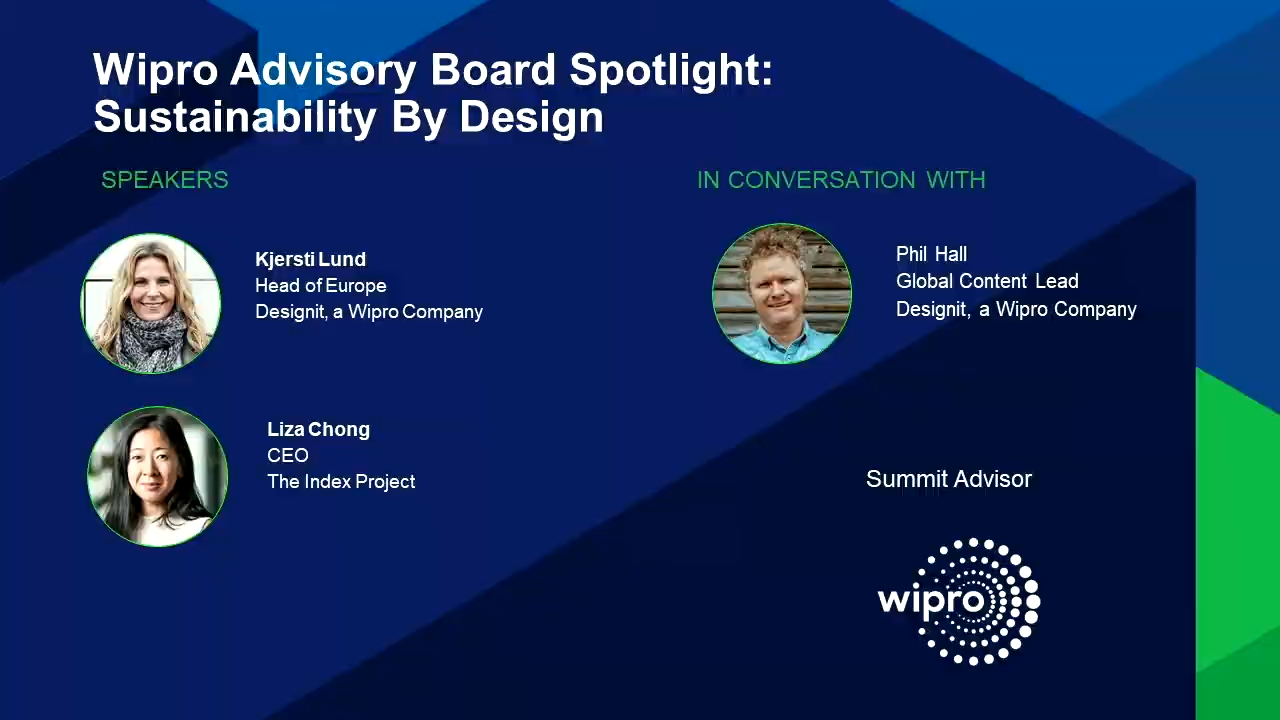 Wipro Advisory Board Spotlight:
Sustainability By Design
SPEAKERS
Kjersti Lund
Head of Europe
Designit, a Wipro Company
Liza Chong
CEO
The Index Project
IN CONVERSATION WITH
Phil Hall
Global Content Lead
Designit, a Wipro Company
Summit Advisor
wipro